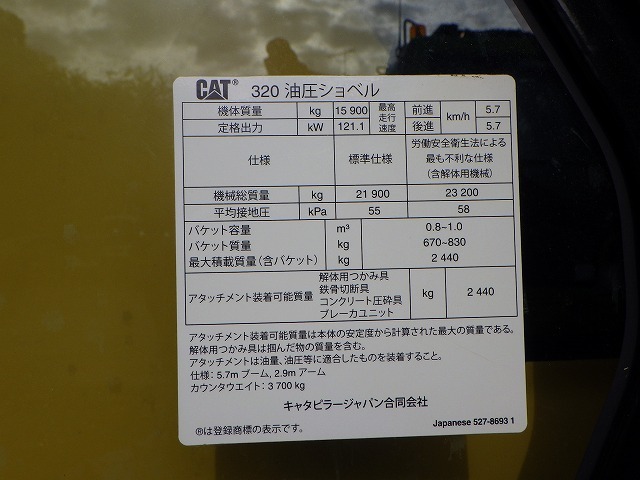 CAT® 320 油圧ショベル
機体質量 kg 15 900 最高走行速度 前進 km/h 5.7
定格出力 kW 121.1 後進 5.7
仕様 標準仕様 労働安全衛生法による最も不利な仕様(含解体用機械)
機械総質量 kg 21 900 23 200
平均接地圧 kPa 55 58
バケット容量 m³ 0.8~1.0
バケット質量 kg 670~830
最大積載質量(含バケット) kg 2 440
アタッチメント装着可能質量 解体用つかみ具 kg 2 440
鉄骨切断具
コンクリート圧砕具
ブレーカユニット
アタッチメント装着可能質量は本体の安定度から計算された最大の質量である。
解体用つかみ具は掴んだ物の質量を含む。
アタッチメントは油量、油圧等に適合したものを装着すること。
仕様:5.7m ブーム, 2.9m アーム
カウンタウエイト:3 700 kg
キャタピラージャパン合同会社
®は登録商標の表示です。
Japanese 527-8693 1